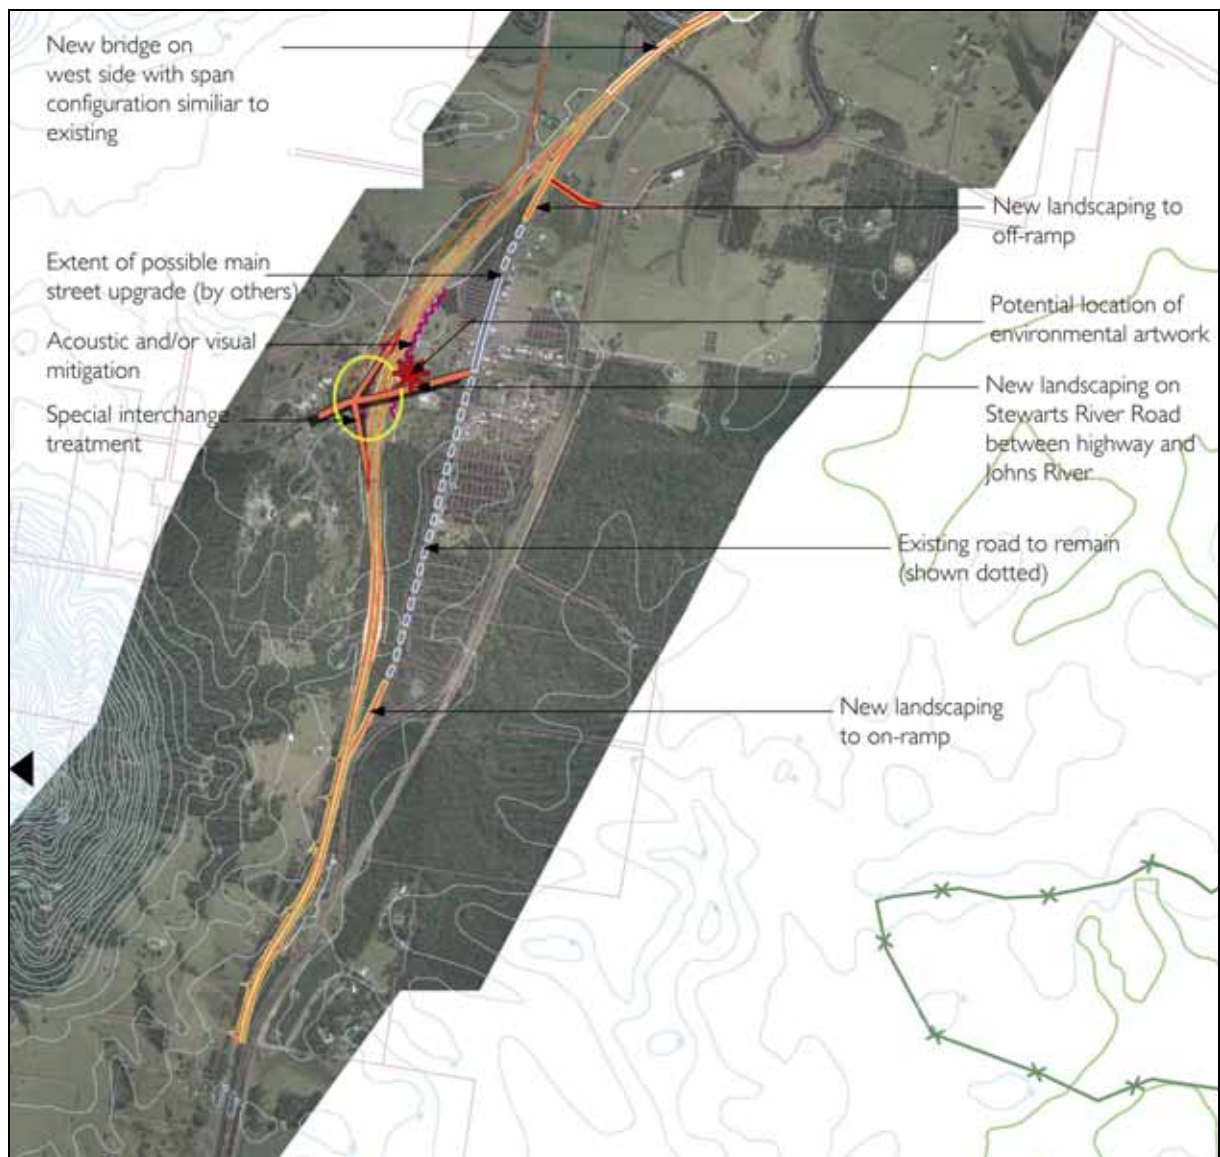 New bridge on
west side with span
configuration similiar to
existing
Extent of possible main
street upgrade (by others)
Acoustic and/or visual
mitigation
Special interchange
treatment
New landscaping to
off-ramp
Potential location of
environmental artwork
New landscaping on
Stewarts River Road
between highway and
Johns River
Existing road to remain
(shown dotted)
New landscaping
to on-ramp